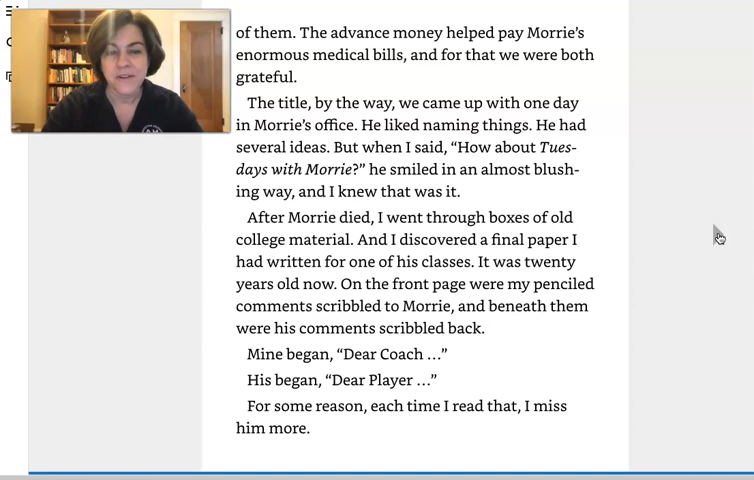 of them. The advance money helped pay Morrie’s
enormous medical bills, and for that we were both
grateful.
The title, by the way, we came up with one day
in Morrie’s office. He liked naming things. He had
several ideas. But when I said, “How about Tues-
days with Morrie?” he smiled in an almost blush-
ing way, and I knew that was it.
After Morrie died, I went through boxes of old
college material. And I discovered a final paper I
had written for one of his classes. It was twenty
years old now. On the front page were my penciled
comments scribbled to Morrie, and beneath them
were his comments scribbled back.
Mine began, “Dear Coach …”
His began, “Dear Player …”
For some reason, each time I read that, I miss
him more.